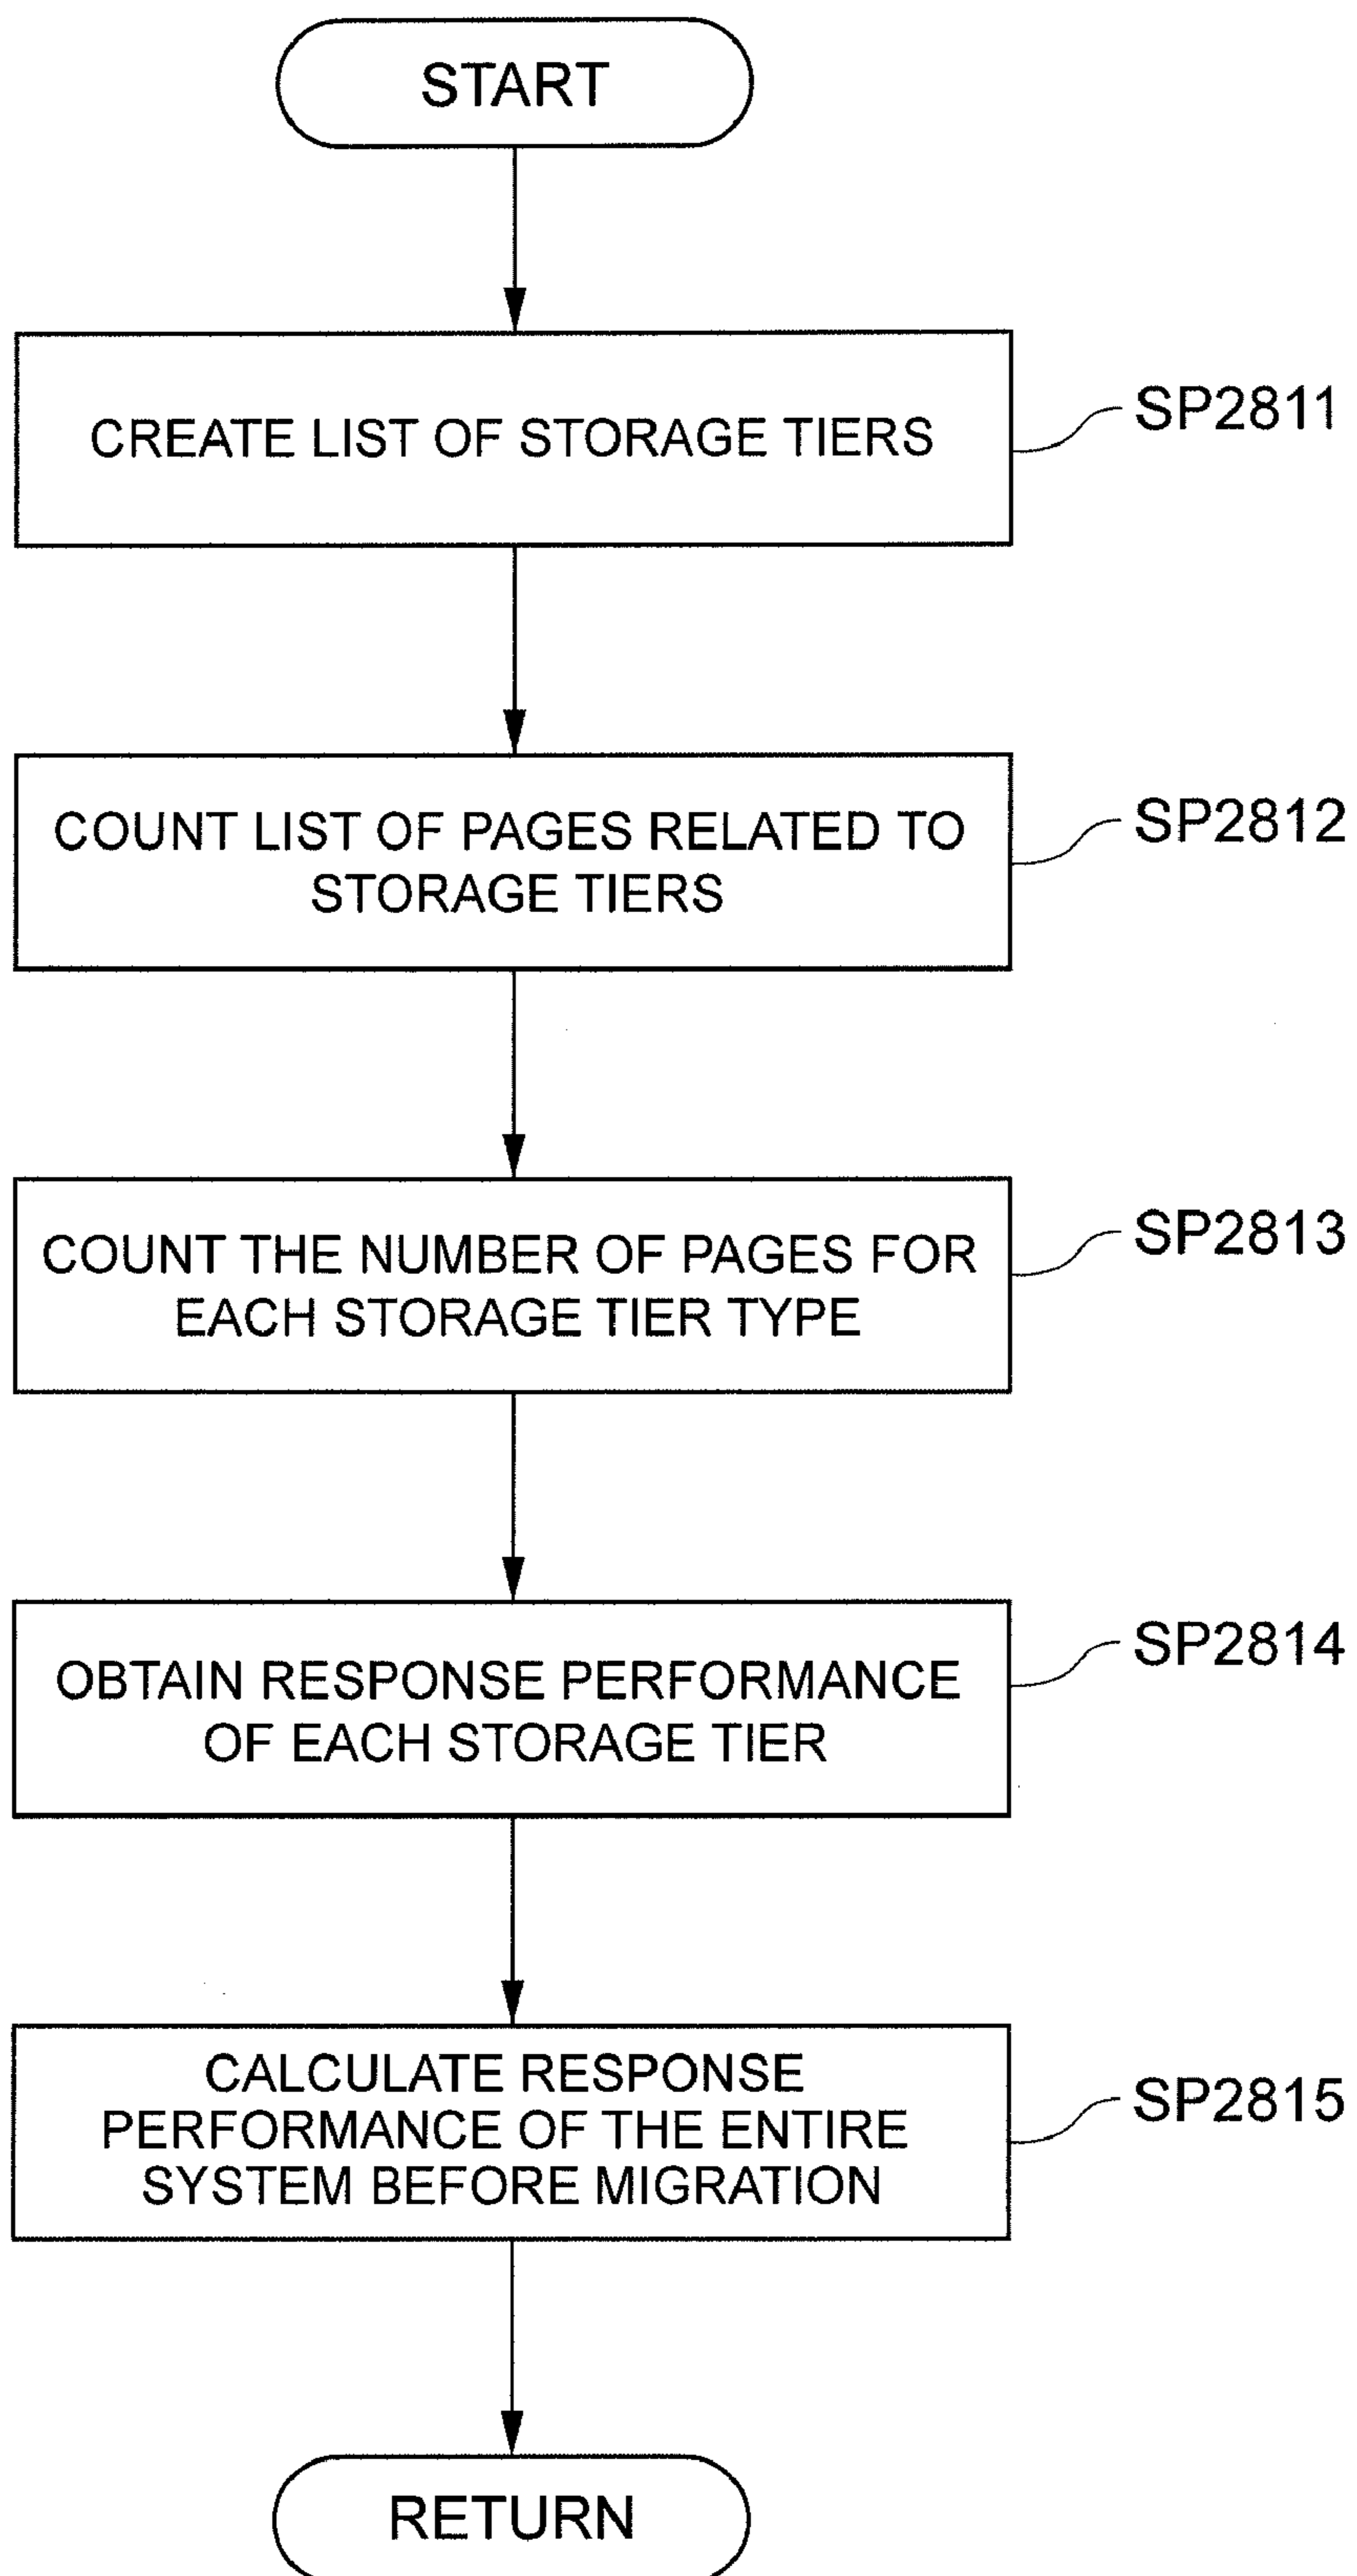 START
CREATE LIST OF STORAGE TIERS
SP2811
COUNT LIST OF PAGES RELATED TO
STORAGE TIERS
SP2812
COUNT THE NUMBER OF PAGES FOR
EACH STORAGE TIER TYPE
SP2813
OBTAIN RESPONSE PERFORMANCE
OF EACH STORAGE TIER
SP2814
CALCULATE RESPONSE
PERFORMANCE OF THE ENTIRE
SYSTEM BEFORE MIGRATION
SP2815
RETURN